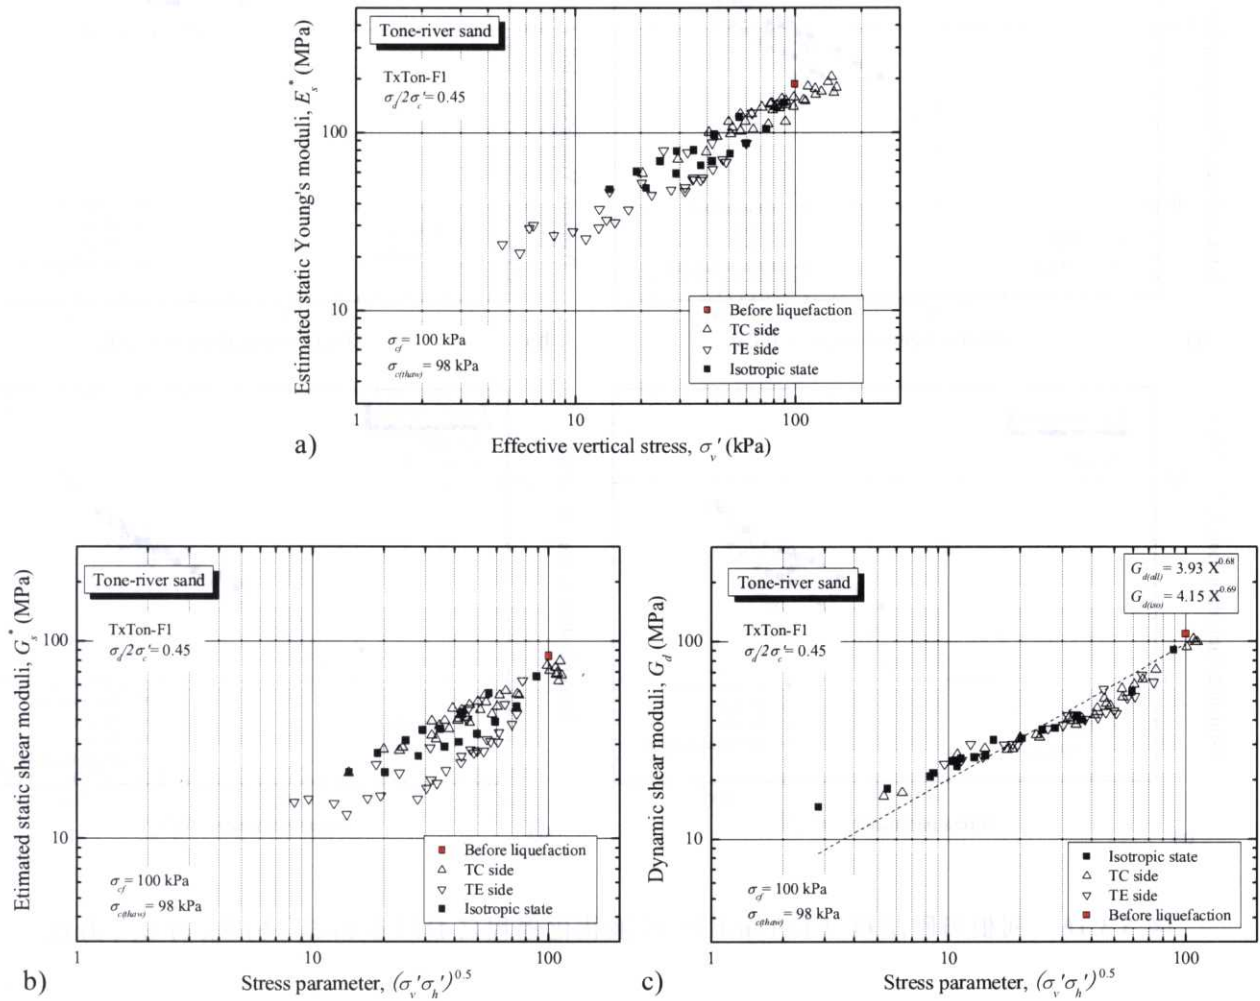 Tone-river sand
TxTon-F1
σd/2σc'= 0.45
Estimated static Young's moduli, Es* (MPa)
100
10
σcf= 100 kPa
σc(thaw)= 98 kPa
Before liquefaction
TC side
TE side
Isotropic state
1 10 100
a) Effective vertical stress, σv' (kPa)
Tone-river sand
TxTon-F1
σd/2σc'= 0.45
Etimated static shear moduli, Gs* (MPa)
100
10
1
σcf= 100 kPa
σc(thaw)= 98 kPa
Before liquefaction
TC side
TE side
Isotropic state
1 10 100
b) Stress parameter, (σv'σh')0.5
Gd(all)= 3.93 X0.68
Gd(iso)= 4.15 X0.69
Tone-river sand
TxTon-F1
σd/2σc'= 0.45
Dynamic shear moduli, Gd (MPa)
100
10
σcf= 100 kPa
σc(thaw)= 98 kPa
Isotropic state
TC side
TE side
Before liquefaction
1 10 100
c) Stress parameter, (σv'σh')0.5